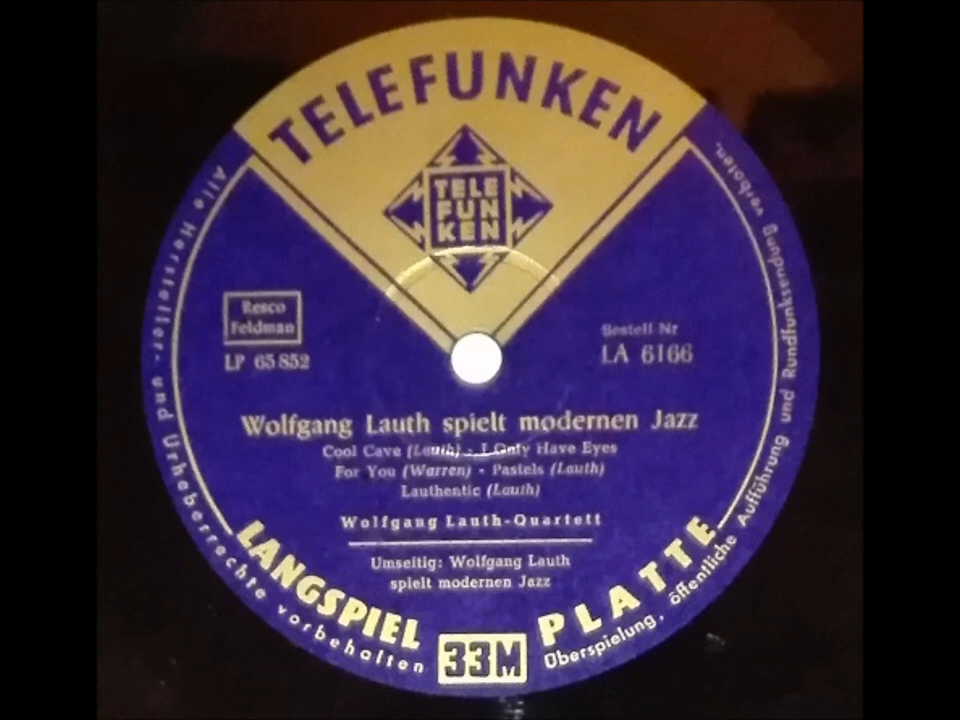 TELEFUNKEN
TELE
FUN
KEN
Resco
Feldman
LP 65852
Bestell Nr
LA 6166
Wolfgang Lauth spielt modernen Jazz
Cool Cave (Lauth) - I Only Have Eyes
For You (Warren) - Pastels (Lauth)
Lauthentic (Lauth)
Wolfgang Lauth-Quartett
Umseitig: Wolfgang Lauth
spielt modernen Jazz
LANGSPIEL 33M PLATTE
Alle Hersteller- und Urheberrechte vorbehalten
Überspielung, öffentliche Aufführung und Rundfunksendung verboten.